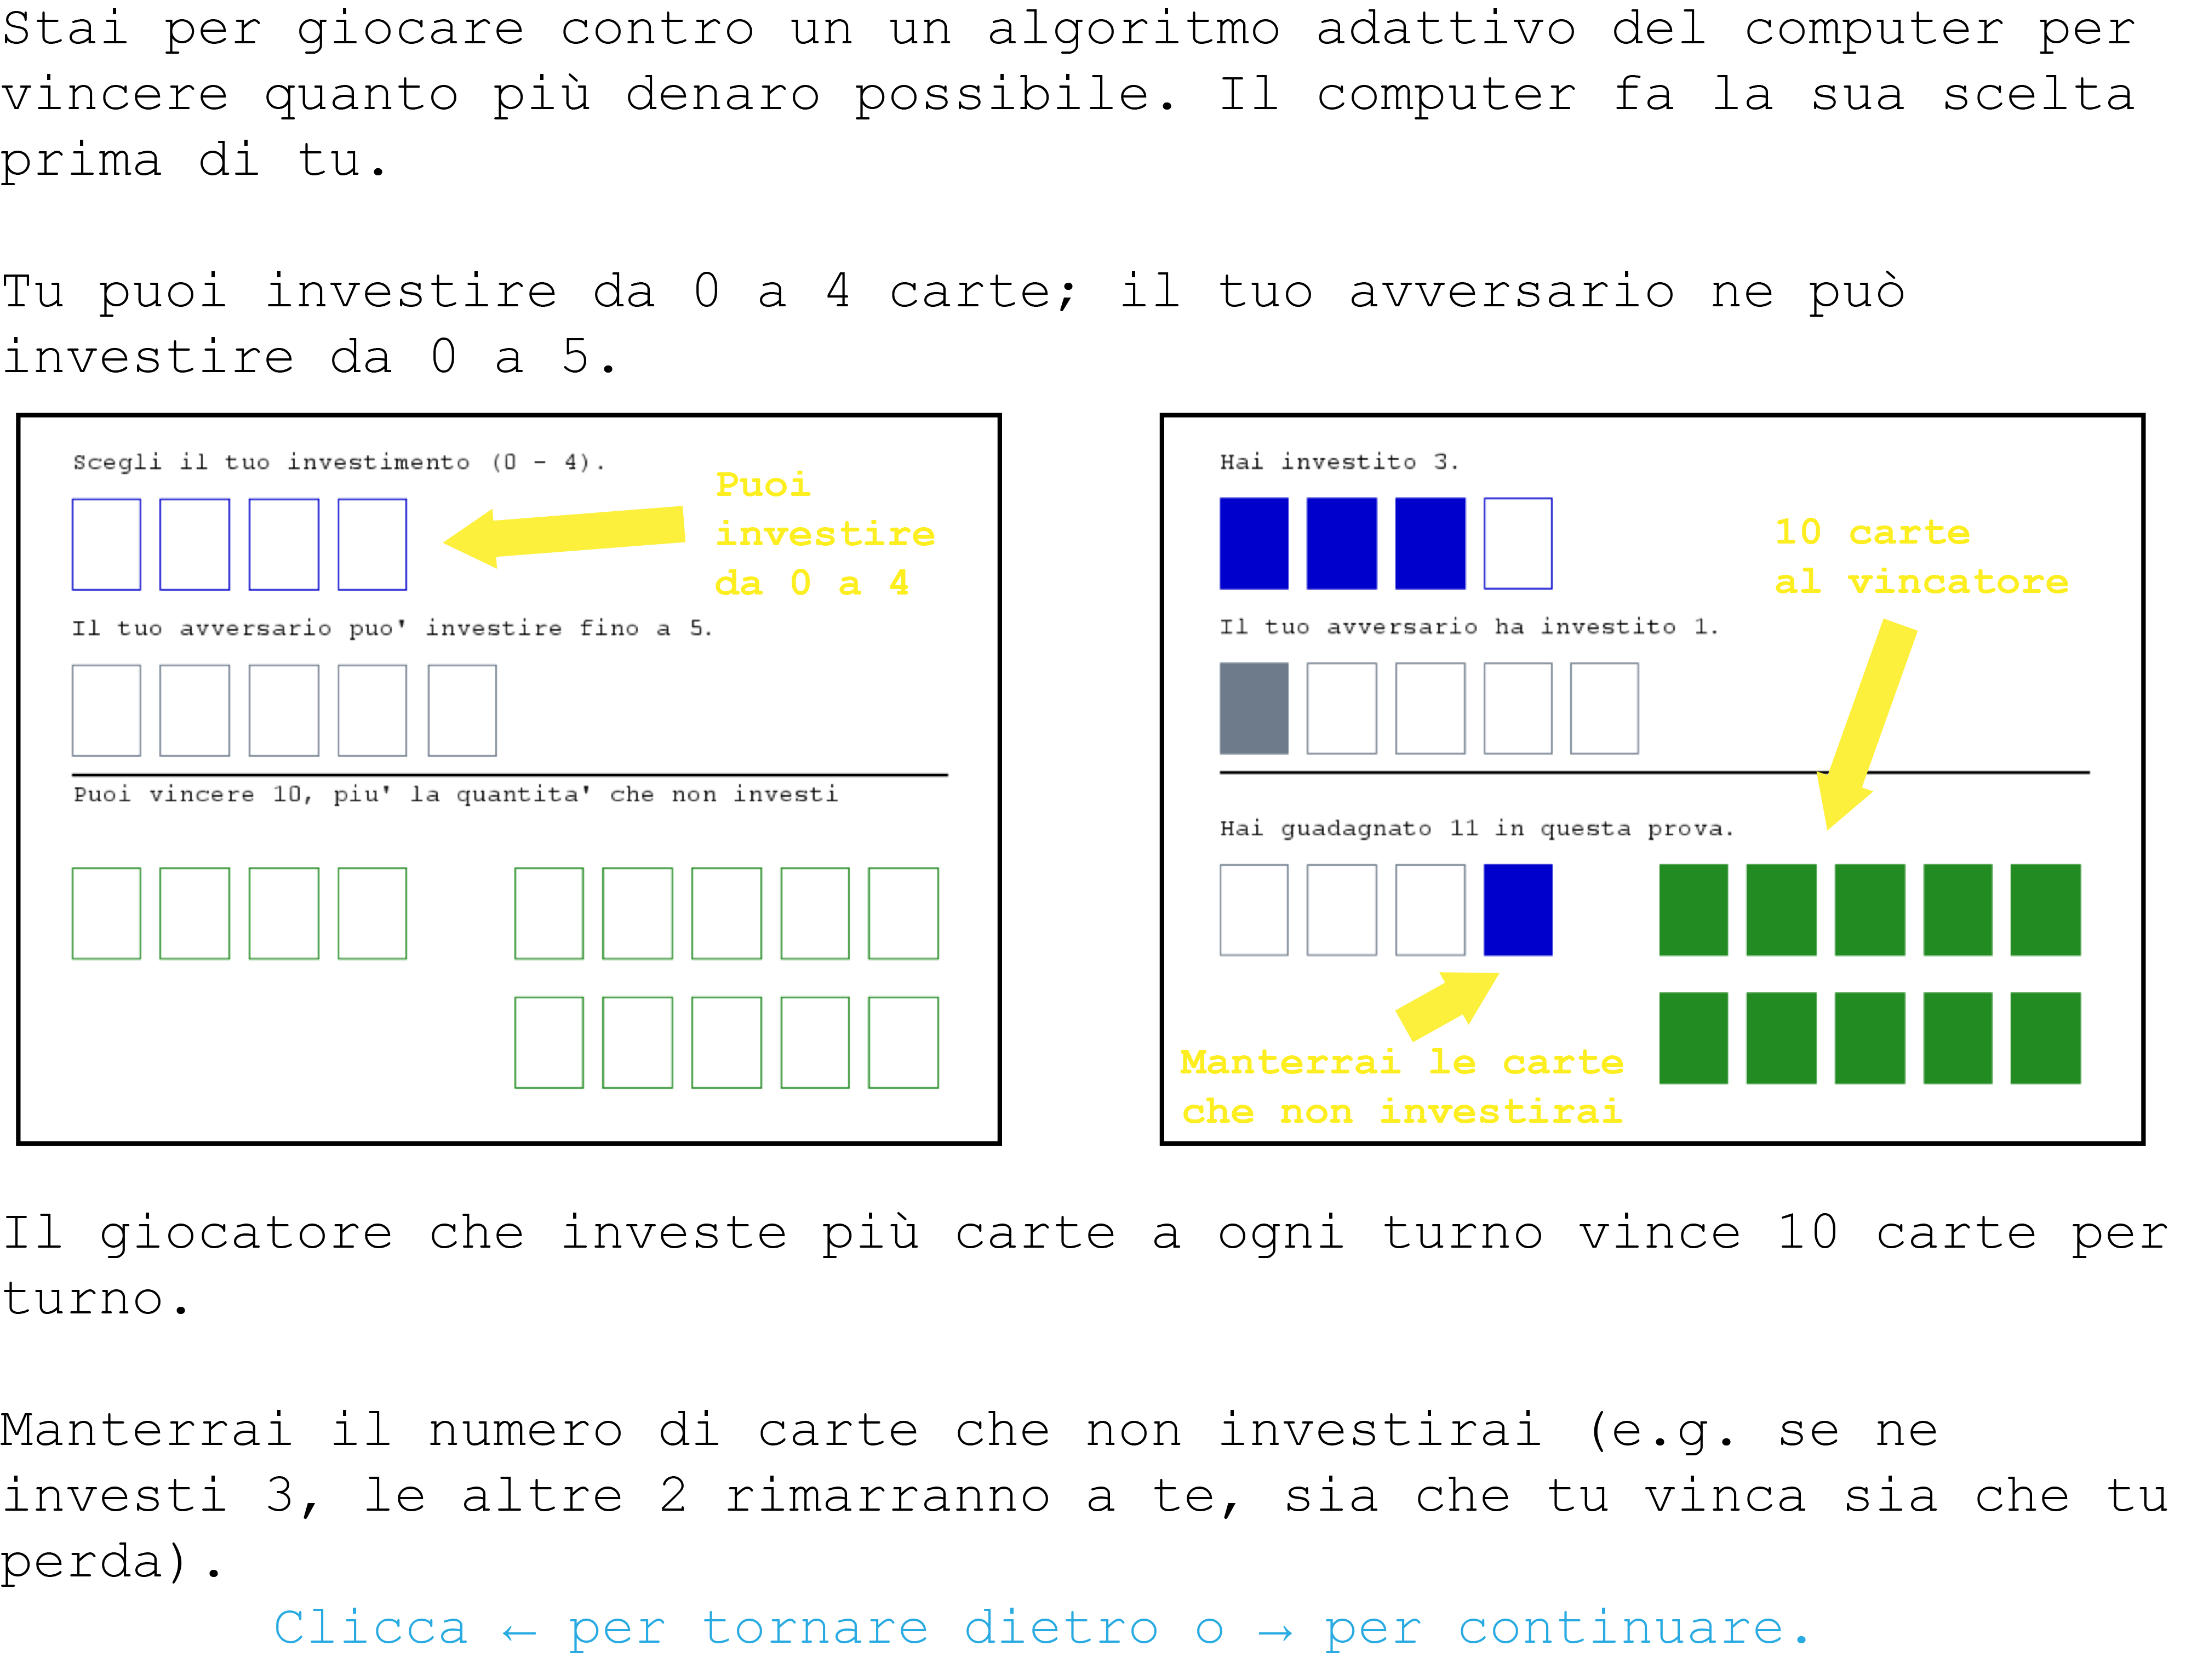 Stai per giocare contro un un algoritmo adattivo del computer per
vincere quanto più denaro possibile. Il computer fa la sua scelta
prima di tu.
Tu puoi investire da 0 a 4 carte; il tuo avversario ne può
investire da 0 a 5.
Scegli il tuo investimento (0 - 4).
Puoi
investire
da 0 a 4
Il tuo avversario puo' investire fino a 5.
Puoi vincere 10, piu' la quantita' che non investi
Hai investito 3.
10 carte
al vincatore
Il tuo avversario ha investito 1.
Hai guadagnato 11 in questa prova.
Manterrai le carte
che non investirai
Il giocatore che investe più carte a ogni turno vince 10 carte per
turno.
Manterrai il numero di carte che non investirai (e.g. se ne
investi 3, le altre 2 rimarranno a te, sia che tu vinca sia che tu
perda).
Clicca ← per tornare dietro o → per continuare.